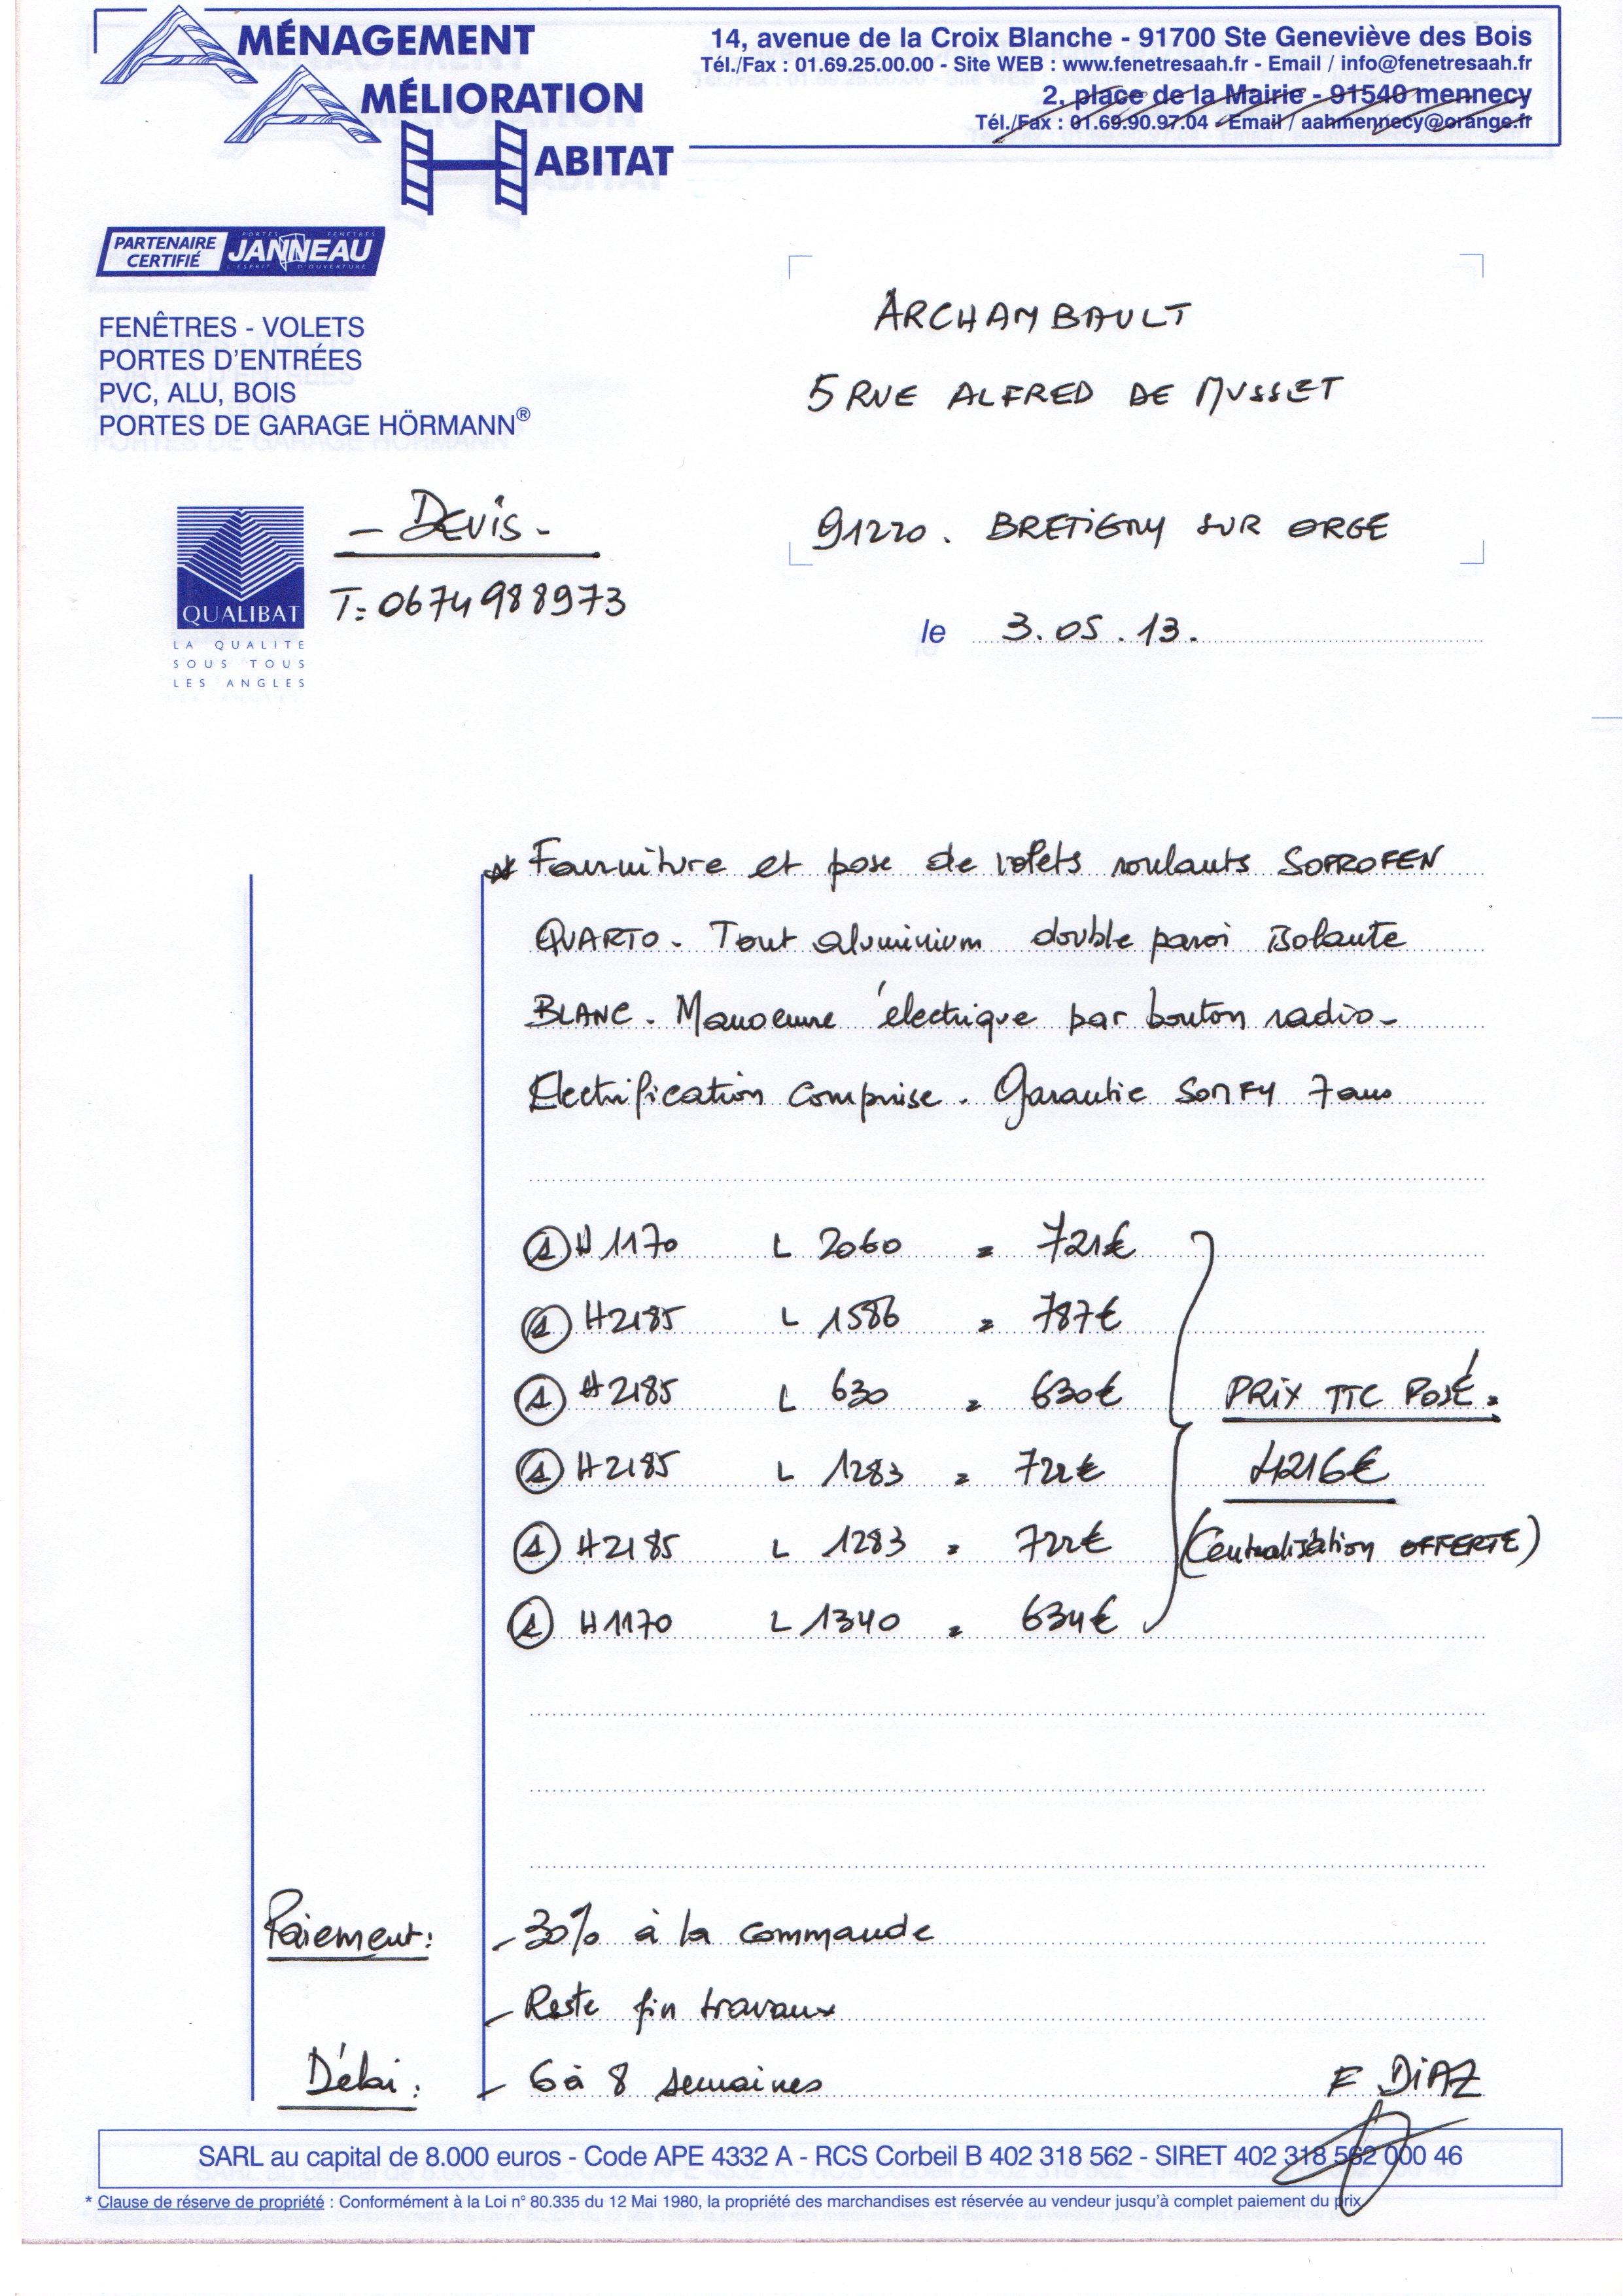 AMÉNAGEMENT
AMÉLIORATION
HABITAT
14, avenue de la Croix Blanche - 91700 Ste Geneviève des Bois
Tél./Fax : 01.69.25.00.00 - Site WEB : www.fenetresaah.fr - Email / info@fenetresaah.fr
2, place de la Mairie - 91540 mennecy
Tél./Fax : 01.69.90.97.04 - Email / aahmennecy@orange.fr
PARTENAIRE
CERTIFIÉ
PORTES FENÊTRES
JANNEAU
L'ESPRIT D'OUVERTURE
FENÊTRES - VOLETS
PORTES D'ENTRÉES
PVC, ALU, BOIS
PORTES DE GARAGE HÖRMANN®
ARCHAMBAULT
5 RUE ALFRED DE MUSSET
91220. BRETIGNY SUR ORGE
- DEVIS -
T: 0674988973
QUALIBAT
LA QUALITE
SOUS TOUS
LES ANGLES
le 3.05.13.
* Fourniture et pose de volets roulants SOPROFEN
QUARTO. Tout aluminium double paroi Isolante
BLANC. Manoeuvre électrique par bouton radio-
Electrification comprise. Garantie SOMFY 7 ans
① H 1170 L 2060 = 721€
① H 2185 L 1586 = 787€
① H 2185 L 630 = 630€ PRIX TTC POSÉ =
① H 2185 L 1283 = 722€ 4216€
① H 2185 L 1283 = 722€ (Centralisation OFFERTE)
① H 1170 L 1340 = 634€
Paiement: - 30% à la commande
- Reste fin travaux
Délai: - 6 à 8 semaines F DIAZ
SARL au capital de 8.000 euros - Code APE 4332 A - RCS Corbeil B 402 318 562 - SIRET 402 318 562 000 46
* Clause de réserve de propriété : Conformément à la Loi n° 80.335 du 12 Mai 1980, la propriété des marchandises est réservée au vendeur jusqu'à complet paiement du prix